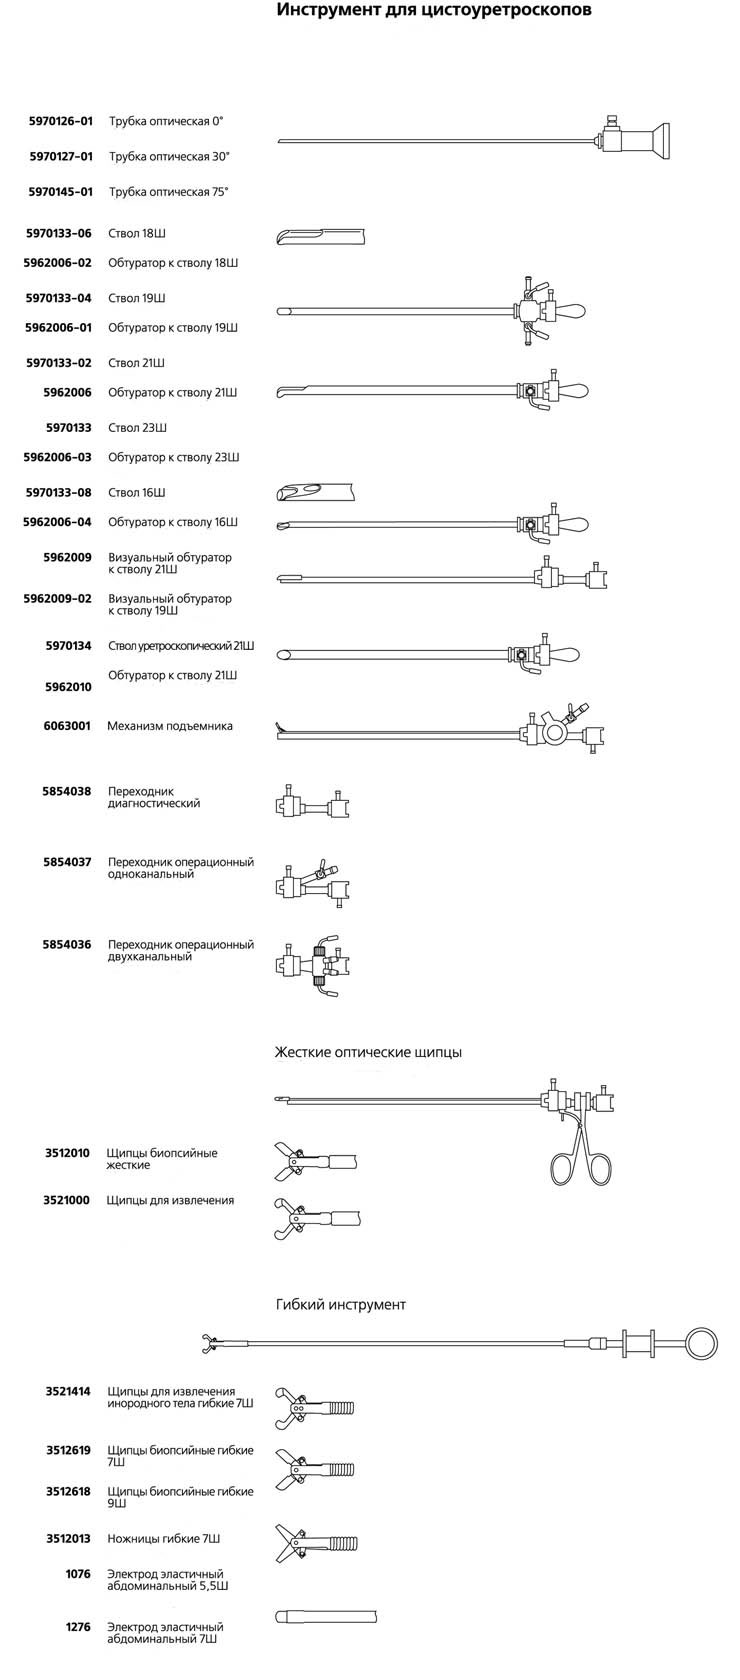 Инструмент для цистоуретроскопов
5970126-01 Трубка оптическая 0°
5970127-01 Трубка оптическая 30°
5970145-01 Трубка оптическая 75°
5970133-06 Ствол 18Ш
5962006-02 Обтуратор к стволу 18Ш
5970133-04 Ствол 19Ш
5962006-01 Обтуратор к стволу 19Ш
5970133-02 Ствол 21Ш
5962006 Обтуратор к стволу 21Ш
5970133 Ствол 23Ш
5962006-03 Обтуратор к стволу 23Ш
5970133-08 Ствол 16Ш
5962006-04 Обтуратор к стволу 16Ш
5962009 Визуальный обтуратор
к стволу 21Ш
5962009-02 Визуальный обтуратор
к стволу 19Ш
5970134 Ствол уретроскопический 21Ш
Обтуратор к стволу 21Ш
5962010
6063001 Механизм подъемника
5854038 Переходник
диагностический
5854037 Переходник операционный
одноканальный
5854036 Переходник операционный
двухканальный
Жесткие оптические щипцы
3512010 Щипцы биопсийные
жесткие
3521000 Щипцы для извлечения
Гибкий инструмент
3521414 Щипцы для извлечения
инородного тела гибкие 7Ш
3512619 Щипцы биопсийные гибкие
7Ш
3512618 Щипцы биопсийные гибкие
9Ш
3512013 Ножницы гибкие 7Ш
1076 Электрод эластичный
абдоминальный 5,5Ш
1276 Электрод эластичный
абдоминальный 7Ш